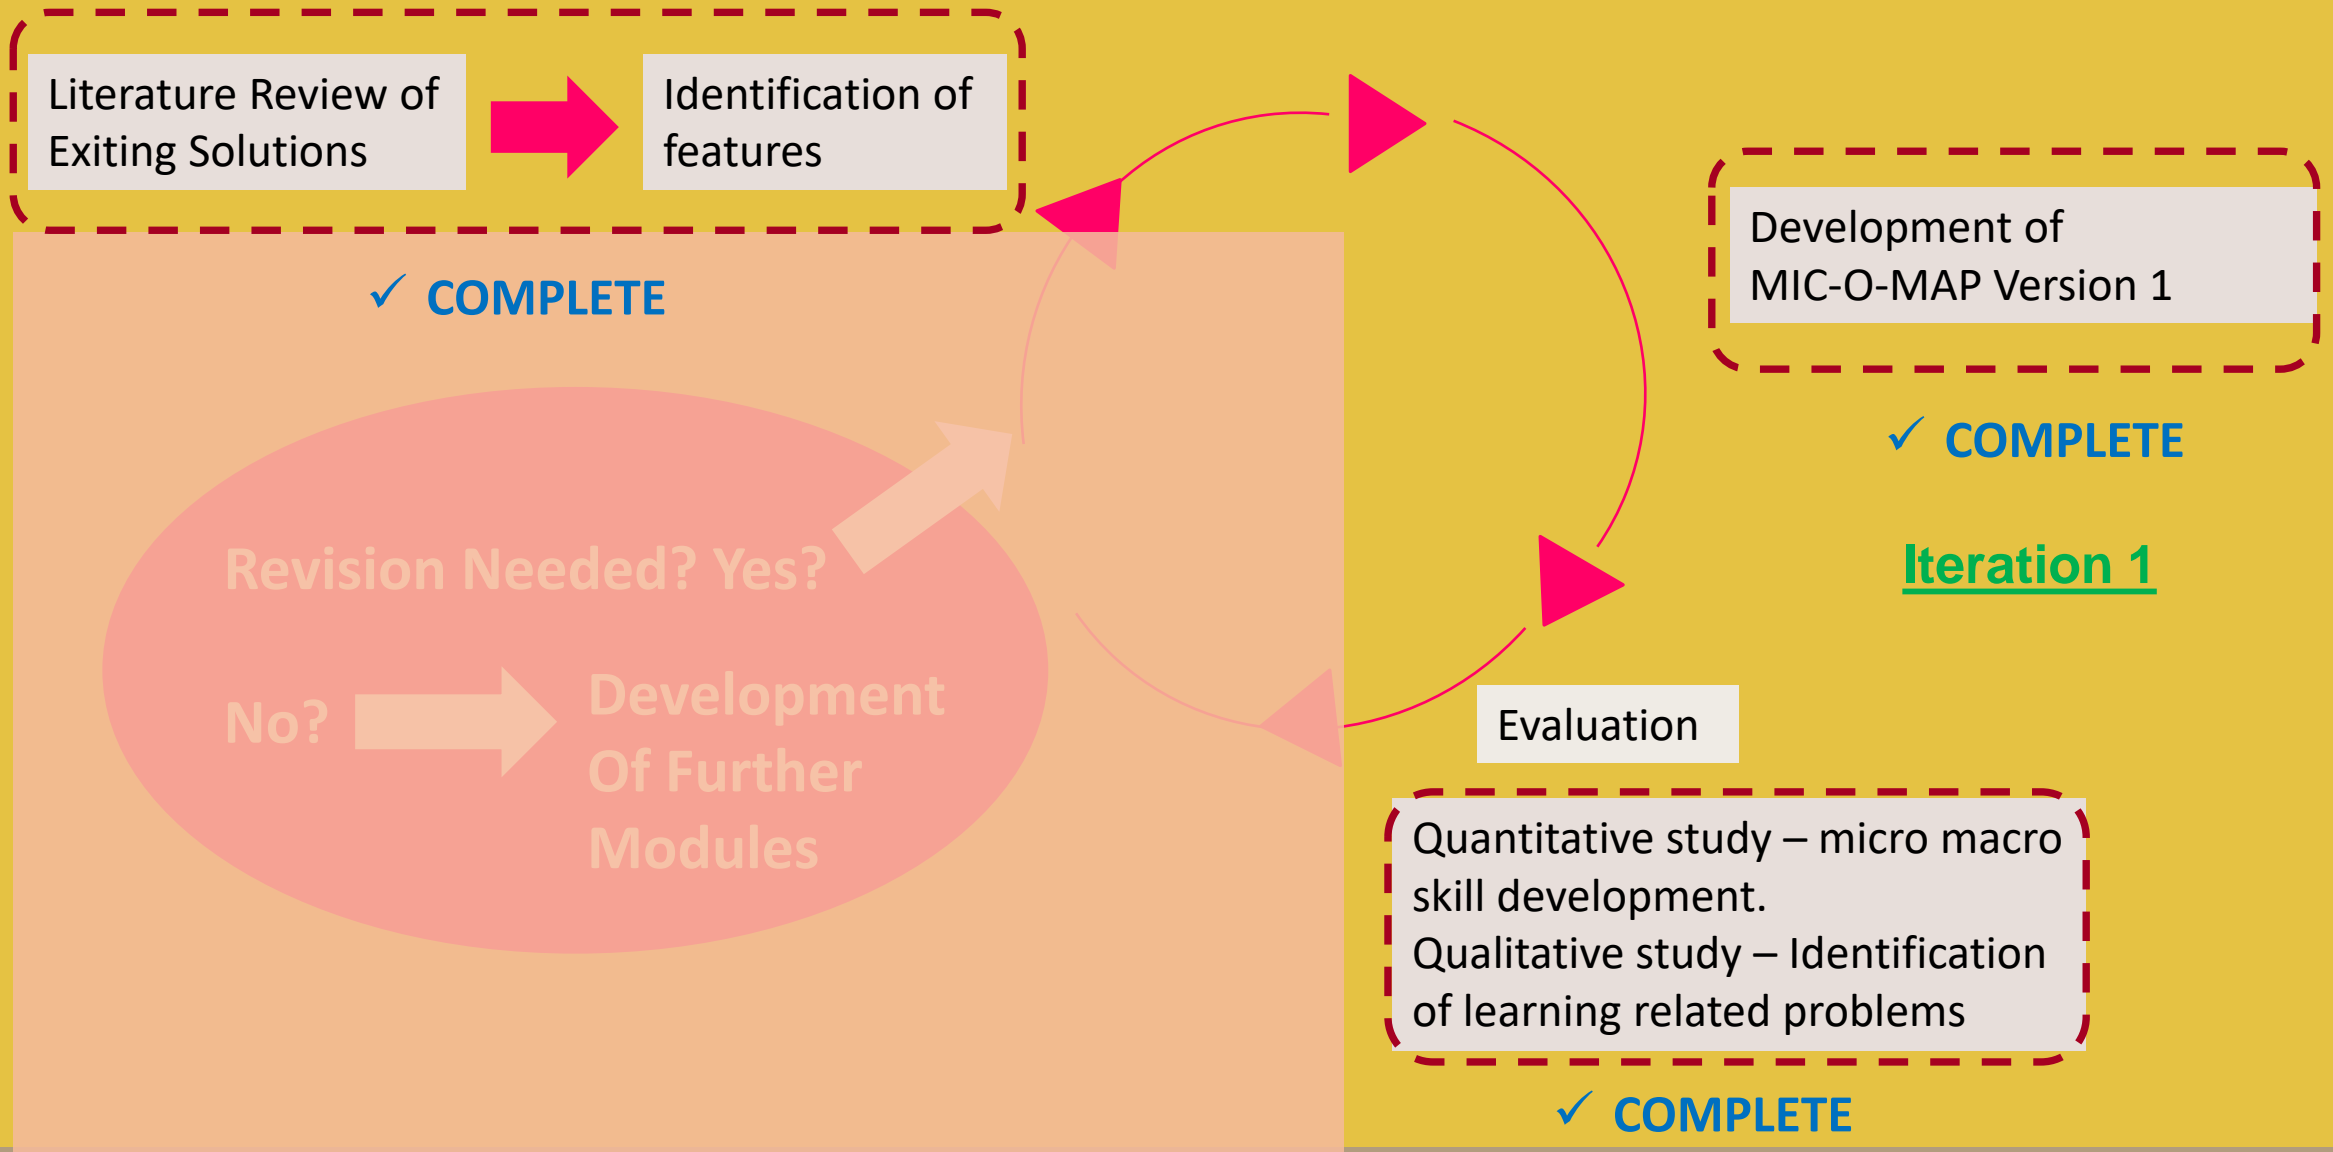 Literature Review of
Exiting Solutions
Identification of
features
✓ COMPLETE
Development of
MIC-O-MAP Version 1
✓ COMPLETE
Iteration 1
Revision Needed? Yes?
No?
Development
Of Further
Modules
Evaluation
Quantitative study – micro macro
skill development.
Qualitative study – Identification
of learning related problems
✓ COMPLETE